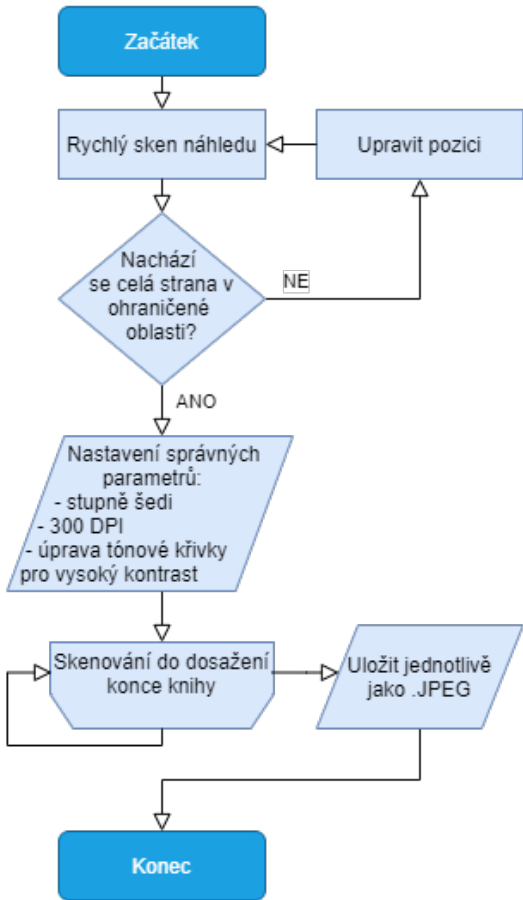 Začátek
Rychlý sken náhledu
Upravit pozici
Nachází
se celá strana v
ohraničené
oblasti?
NE
ANO
Nastavení správných
parametrů:
- stupně šedi
- 300 DPI
- úprava tónové křivky
pro vysoký kontrast
Skenování do dosažení
konce knihy
Uložit jednotlivě
jako .JPEG
Konec